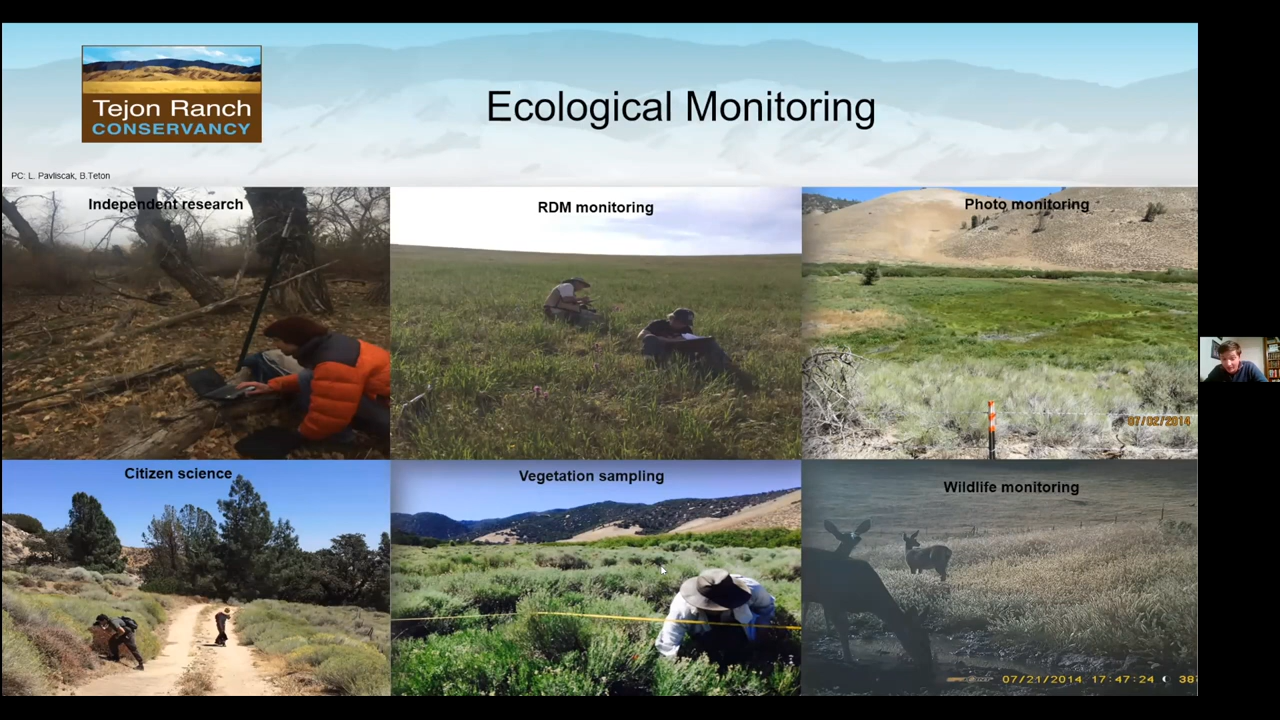 Tejon Ranch
CONSERVANCY
Ecological Monitoring
PC: L. Pavliscak, B.Teton
Independent research
RDM monitoring
Photo monitoring
07/02/2014
Citizen science
Vegetation sampling
Wildlife monitoring
07/21/2014 17:47:24 38